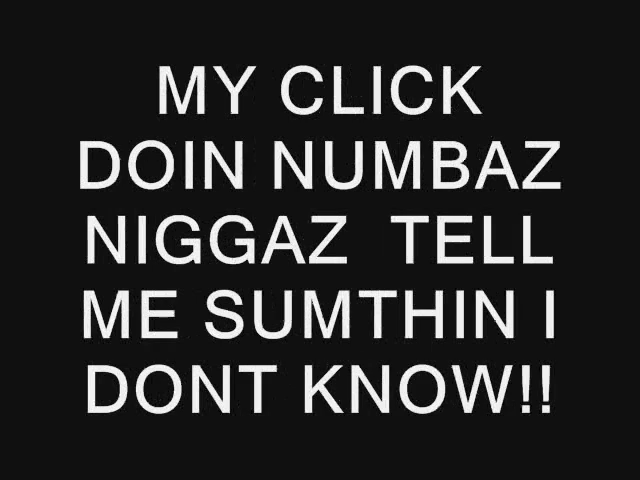 MY CLICK
DOIN NUMBAZ
NIGGAZ TELL
ME SUMTHIN I
DONT KNOW!!